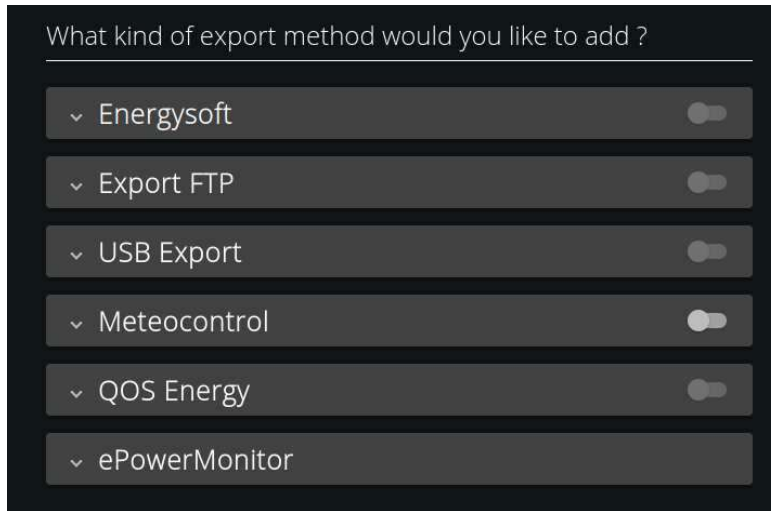 What kind of export method would you like to add ?
Energysoft
Export FTP
USB Export
Meteocontrol
QOS Energy
ePowerMonitor